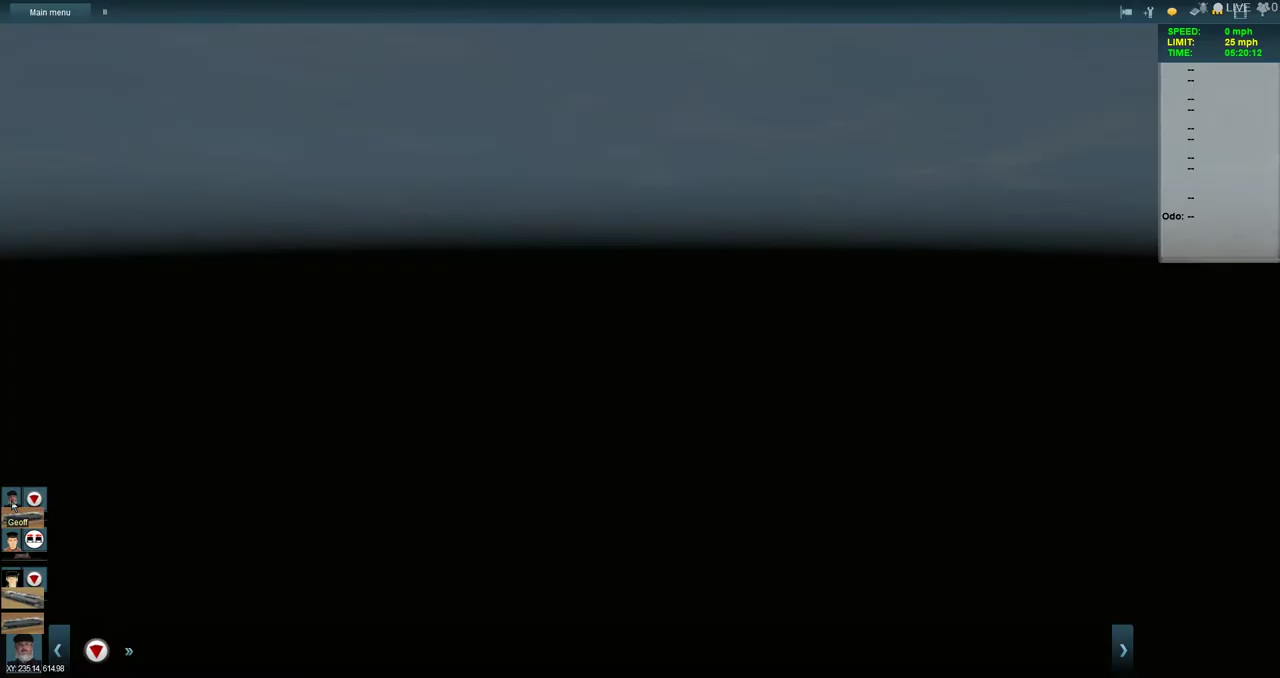 Main menu
LIVE 0
SPEED: 0 mph
LIMIT: 25 mph
TIME: 05:20:12
--
--
--
--
--
--
--
--
--
Odo: --
Geoff
XY: 235.14, 614.98